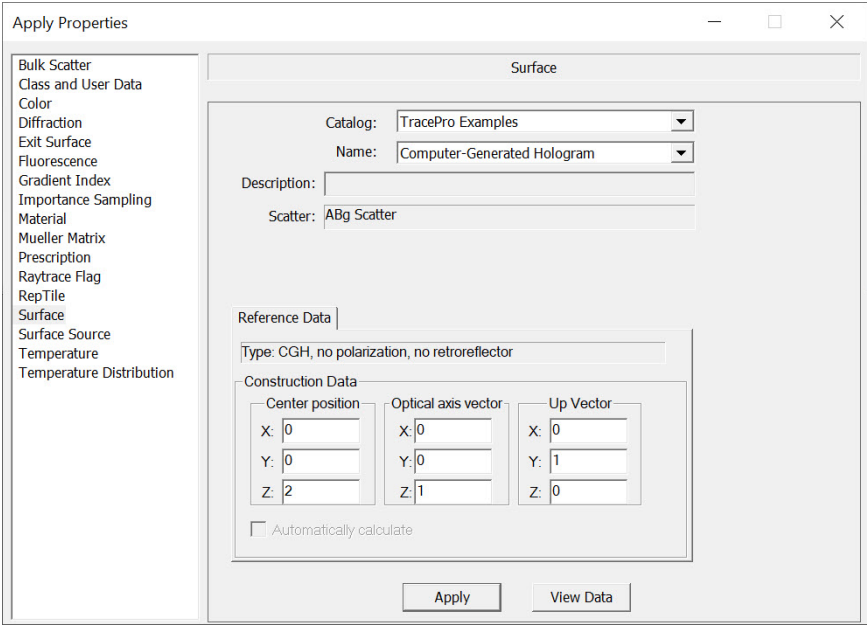 Apply Properties
Bulk Scatter
Class and User Data
Color
Diffraction
Exit Surface
Fluorescence
Gradient Index
Importance Sampling
Material
Mueller Matrix
Prescription
Raytrace Flag
RepTile
Surface
Surface Source
Temperature
Temperature Distribution
Surface
Catalog: TracePro Examples
Name: Computer-Generated Hologram
Description:
Scatter: ABg Scatter
Reference Data
Type: CGH, no polarization, no retroreflector
Construction Data
Center position Optical axis vector Up Vector
X: 0 X: 0 X: 0
Y: 0 Y: 0 Y: 1
Z: 2 Z: 1 Z: 0
Automatically calculate
Apply View Data